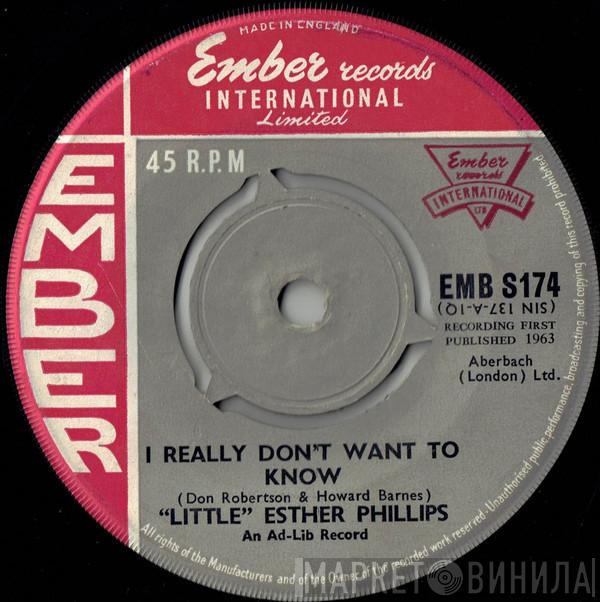 MADE IN ENGLAND
Ember records
INTERNATIONAL
Limited
EMBER
45 R.P.M
Ember
records
INTERNATIONAL
LTD
EMB S174
(SIN 137-A-1Q)
RECORDING FIRST
PUBLISHED 1963
Aberbach
(London) Ltd.
I REALLY DON'T WANT TO
KNOW
(Don Robertson & Howard Barnes)
“LITTLE” ESTHER PHILLIPS
An Ad-Lib Record
All rights of the Manufacturers and of the Owner of the recorded work reserved - Unauthorised public performance, broadcasting and copying of this record prohibited
МАРКЕТ ВИНИЛА